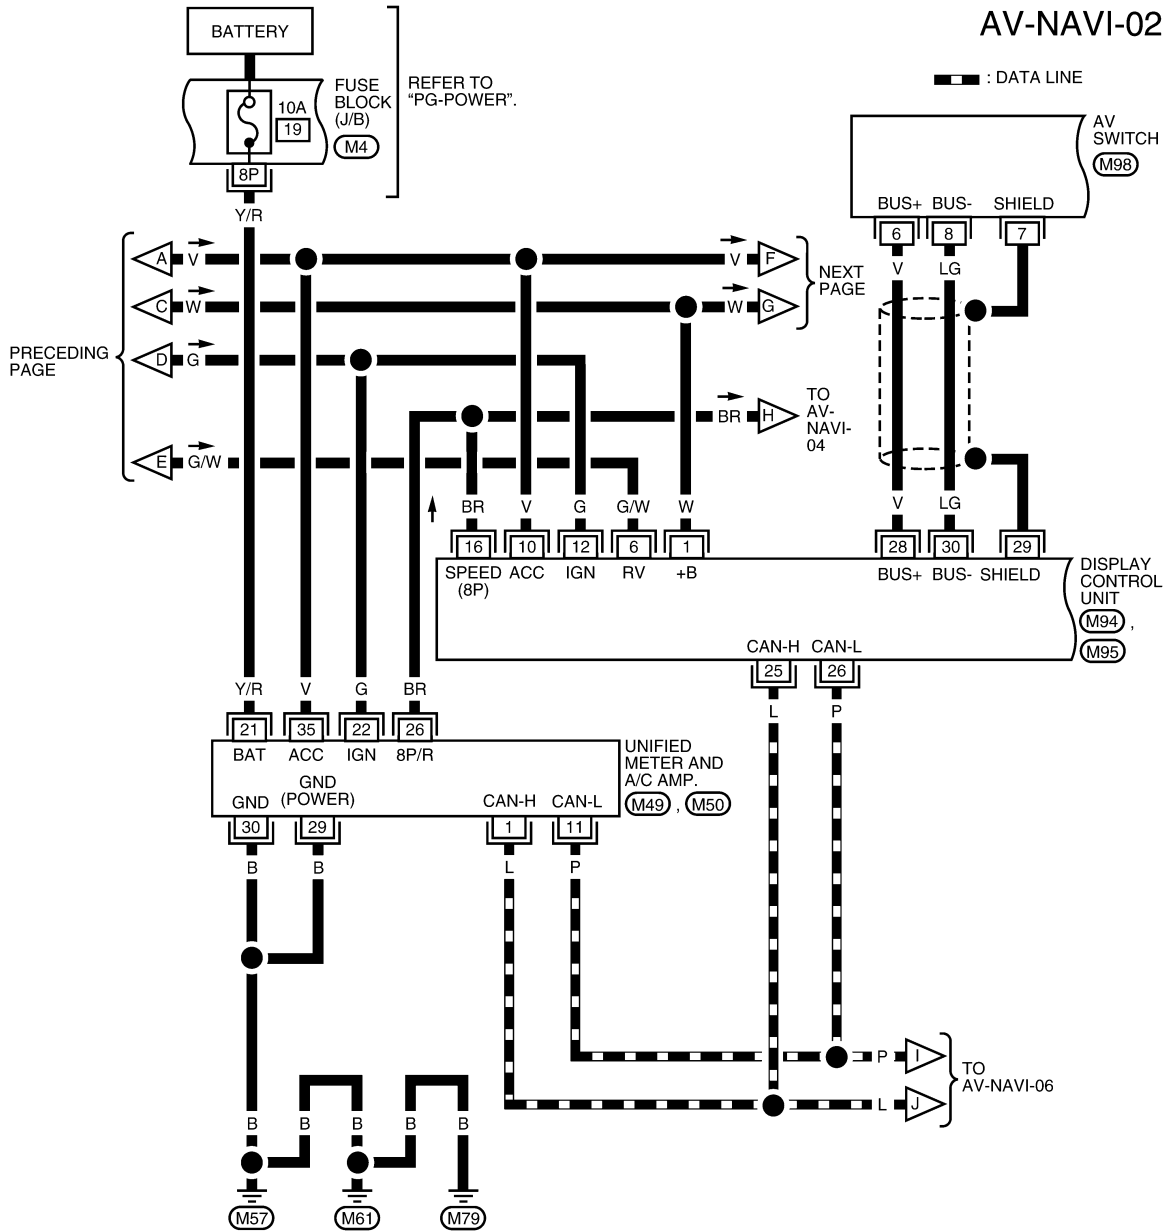 AV-NAVI-02
BATTERY
: DATA LINE
FUSE
BLOCK
(J/B)
M4
REFER TO
“PG-POWER”.
10A
19
8P
Y/R
AV
SWITCH
M98
BUS+ BUS- SHIELD
6 8 7
V LG
A V V F
C W W G
NEXT
PAGE
D G
PRECEDING
PAGE
BR H
TO
AV-
NAVI-
04
E G/W
BR V G G/W W V LG
16 10 12 6 1 28 30 29
SPEED
(8P)
ACC IGN RV +B BUS+ BUS- SHIELD
DISPLAY
CONTROL
UNIT
M94 ,
M95
CAN-H CAN-L
25 26
L P
Y/R V G BR
21 35 22 26
BAT ACC IGN 8P/R
UNIFIED
METER AND
A/C AMP.
M49 , M50
GND
GND
(POWER)
CAN-H CAN-L
30 29 1 11
B B L P
P I
L J
TO
AV-NAVI-06
B B B B B
M57 M61 M79